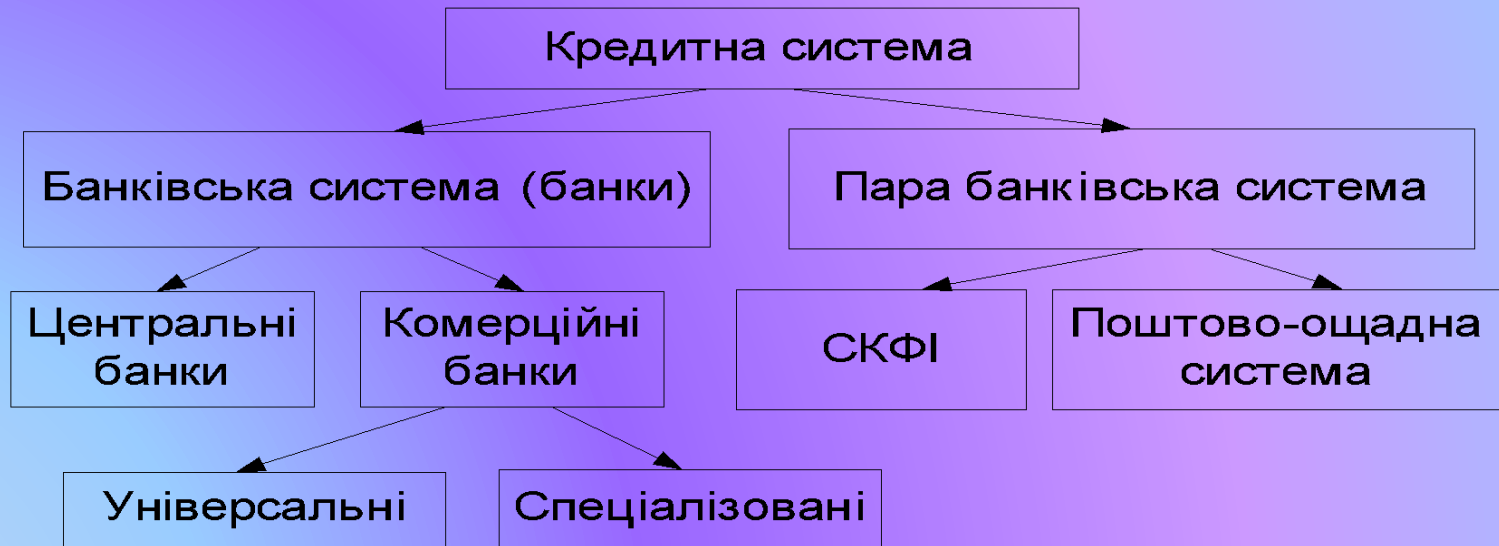 Кредитна система
Банківська система (банки)
Пара банківська система
Центральні
банки
Комерційні
банки
СКФІ
Поштово-ощадна
система
Універсальні
Спеціалізовані